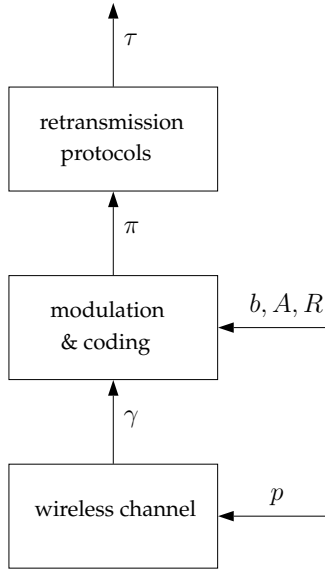 τ
retransmission
protocols
π
modulation
& coding
b, A, R
γ
wireless channel
p